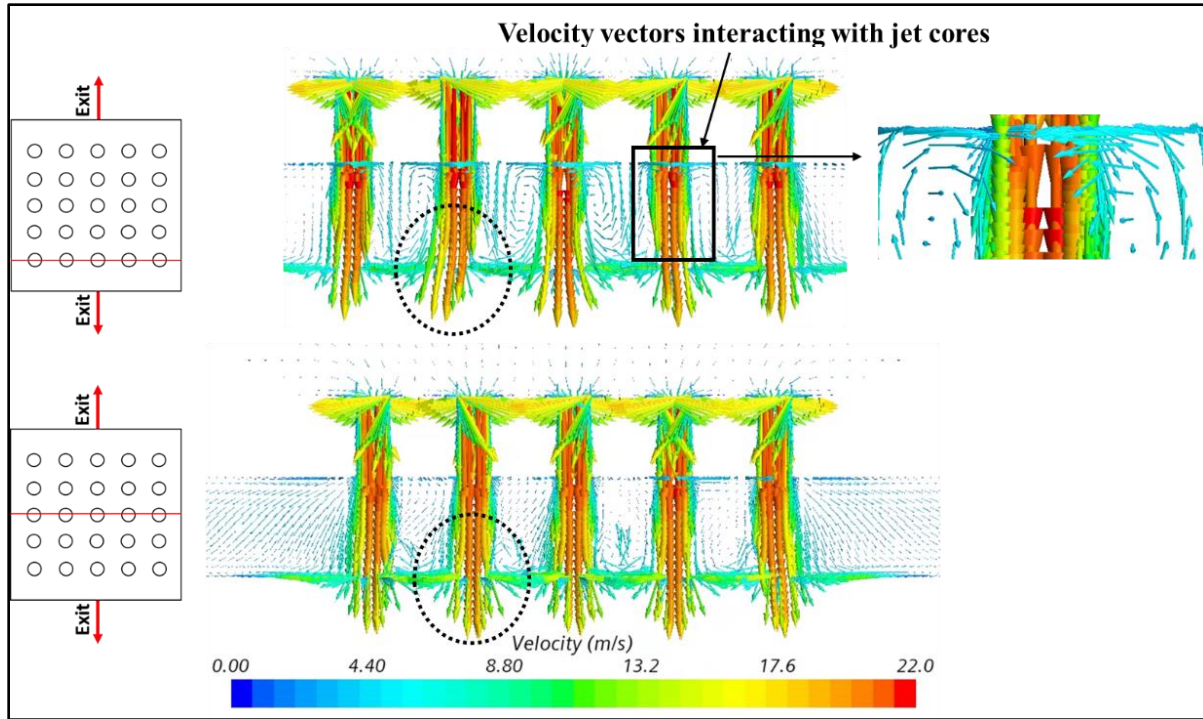 Velocity vectors interacting with jet cores
Exit
Exit
Exit
Exit
Velocity (m/s)
0.00 4.40 8.80 13.2 17.6 22.0